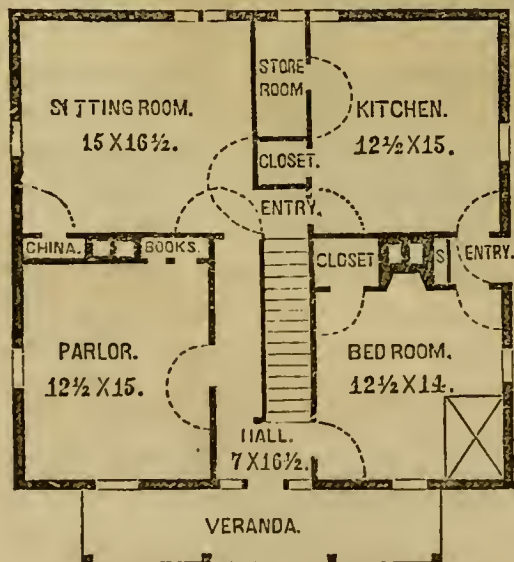 SITTING ROOM.
15 X 16½.
STORE
ROOM
KITCHEN.
12½ X 15.
CLOSET.
ENTRY.
CHINA.
BOOKS.
CLOSET
S
ENTRY.
PARLOR.
12½ X 15.
BED ROOM.
12½ X 14.
HALL.
7 X 16½.
VERANDA.